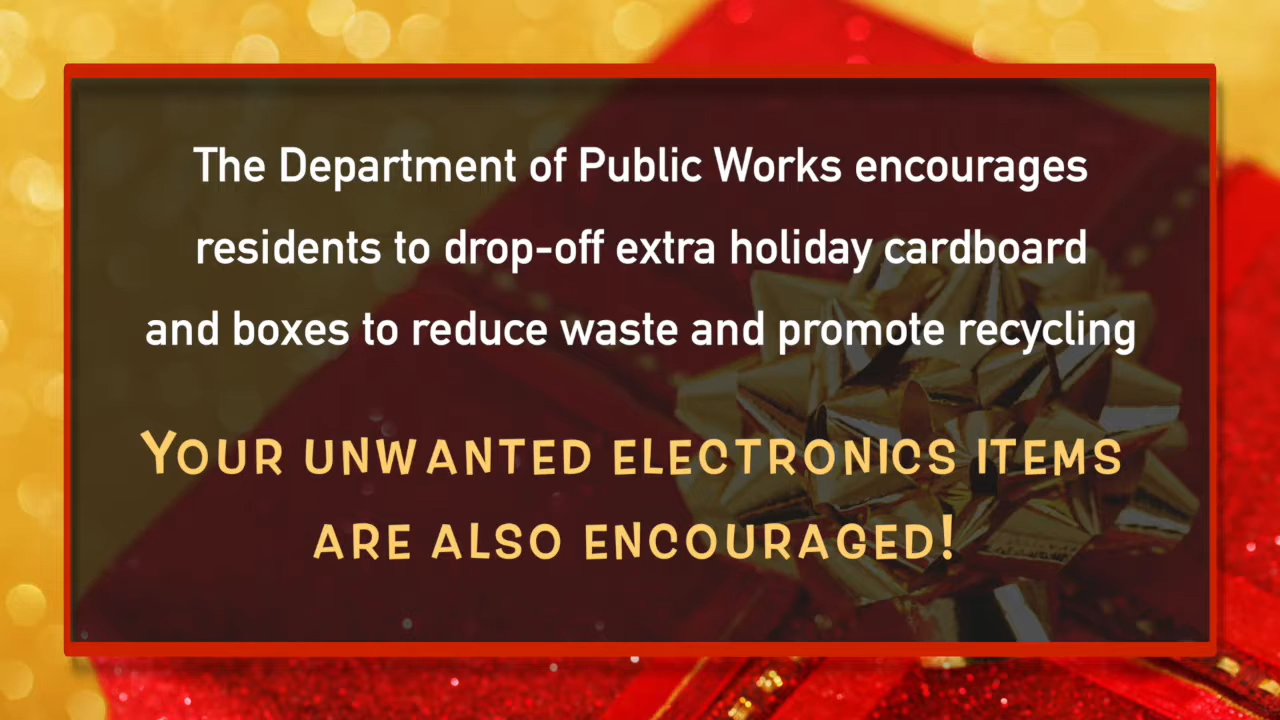 The Department of Public Works encourages
residents to drop-off extra holiday cardboard
and boxes to reduce waste and promote recycling
Your unwanted electronics items
are also encouraged!